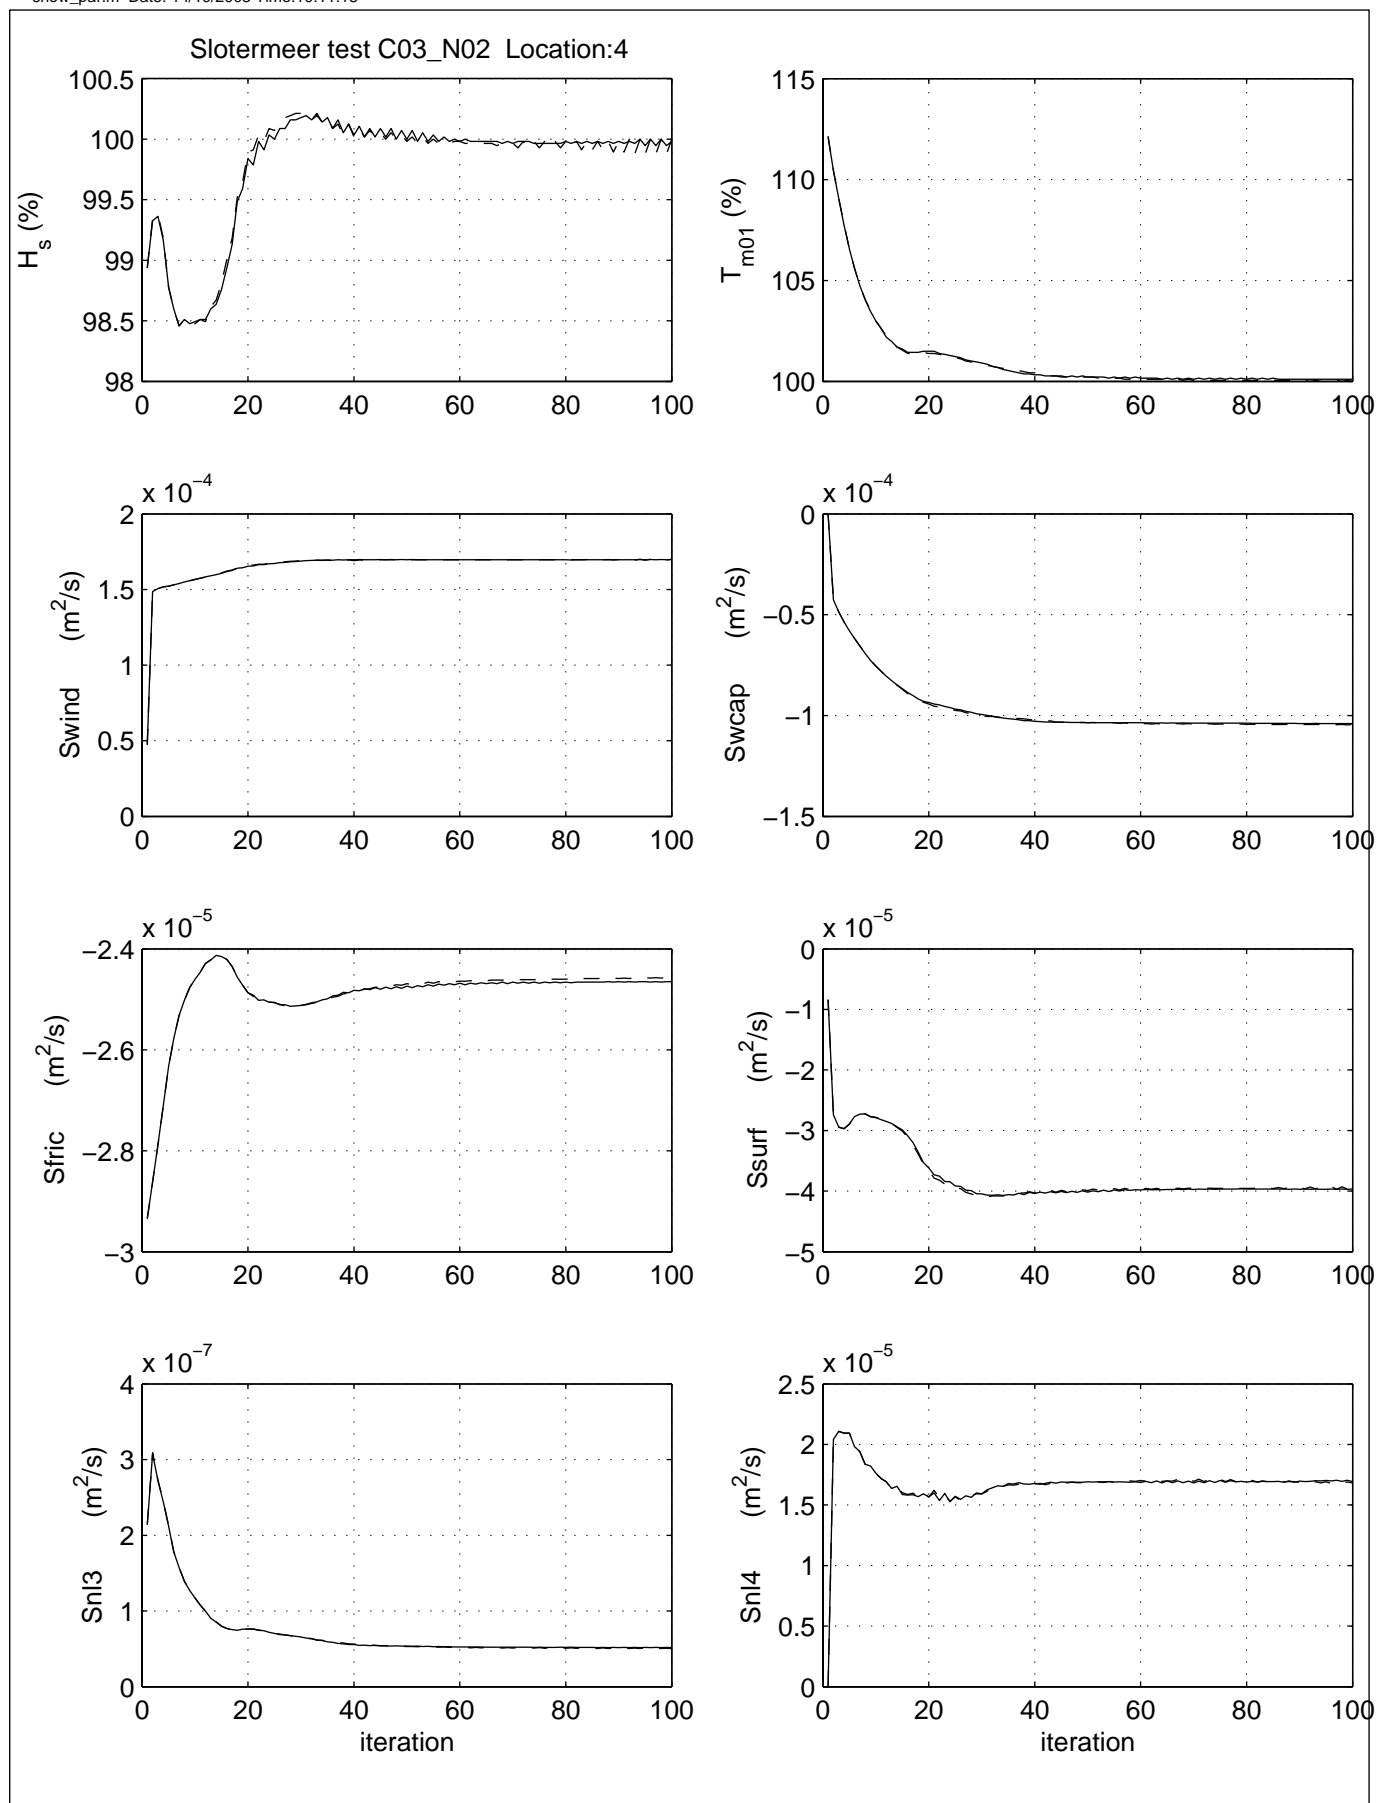 Slotermeer test C03_N02 Location:4
100.5
100
99.5
99
98.5
98
H_s (%)
0 20 40 60 80 100
115
110
105
100
T_m01 (%)
0 20 40 60 80 100
x 10^−4
2
1.5
1
0.5
0
Swind (m^2/s)
0 20 40 60 80 100
x 10^−4
0
−0.5
−1
−1.5
Swcap (m^2/s)
0 20 40 60 80 100
x 10^−5
−2.4
−2.6
−2.8
−3
Sfric (m^2/s)
0 20 40 60 80 100
x 10^−5
0
−1
−2
−3
−4
−5
Ssurf (m^2/s)
0 20 40 60 80 100
x 10^−7
4
3
2
1
0
Snl3 (m^2/s)
0 20 40 60 80 100
iteration
x 10^−5
2.5
2
1.5
1
0.5
0
Snl4 (m^2/s)
0 20 40 60 80 100
iteration